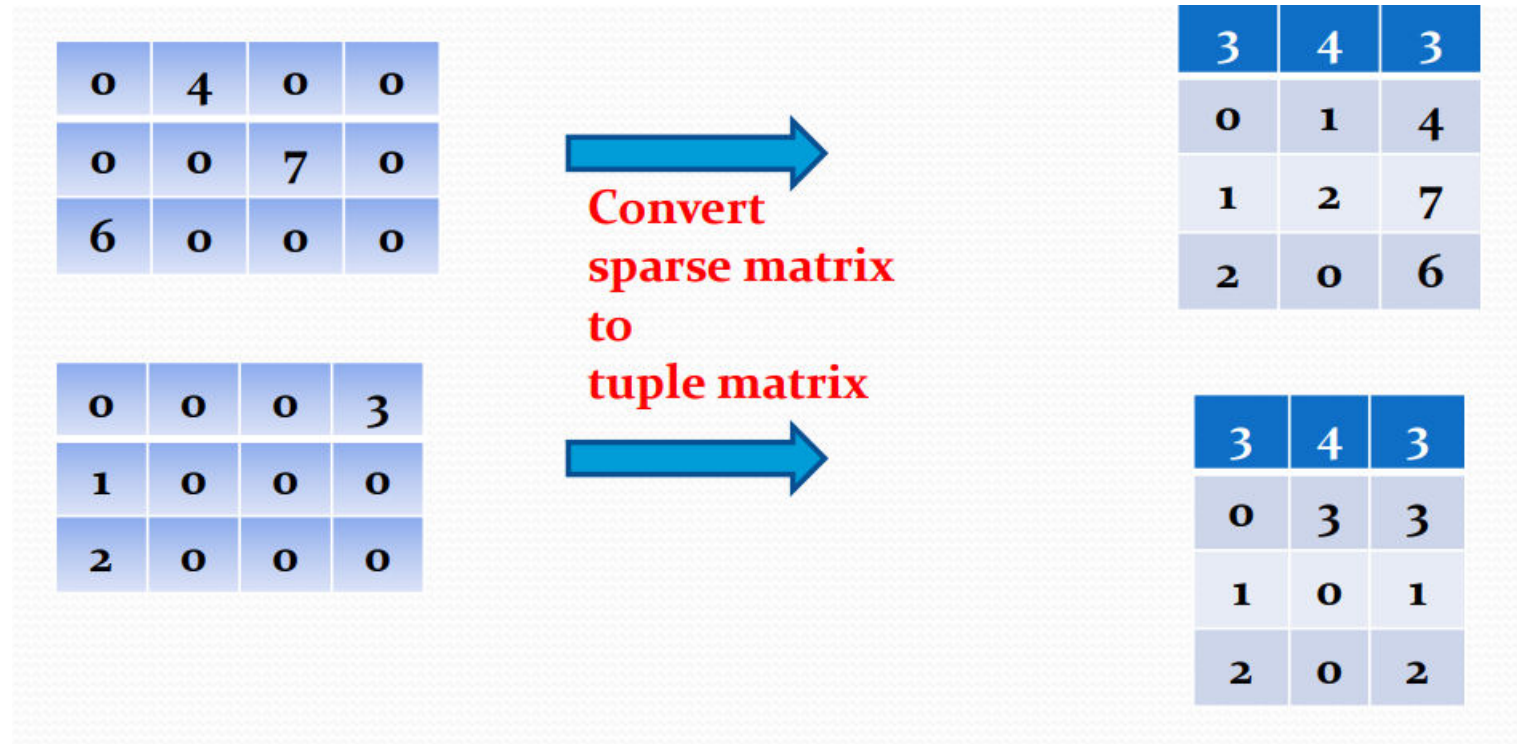 0 4 0 0
0 0 7 0
6 0 0 0
Convert
sparse matrix
to
tuple matrix
3 4 3
0 1 4
1 2 7
2 0 6
0 0 0 3
1 0 0 0
2 0 0 0
3 4 3
0 3 3
1 0 1
2 0 2